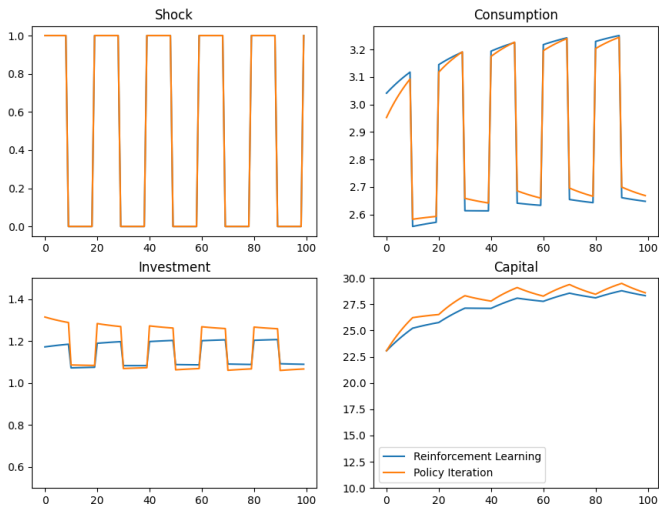 Shock
1.0
0.8
0.6
0.4
0.2
0.0
0 20 40 60 80 100
Consumption
3.2
3.1
3.0
2.9
2.8
2.7
2.6
0 20 40 60 80 100
Investment
1.4
1.2
1.0
0.8
0.6
0 20 40 60 80 100
Capital
30.0
27.5
25.0
22.5
20.0
17.5
15.0
12.5
10.0
Reinforcement Learning
Policy Iteration
0 20 40 60 80 100